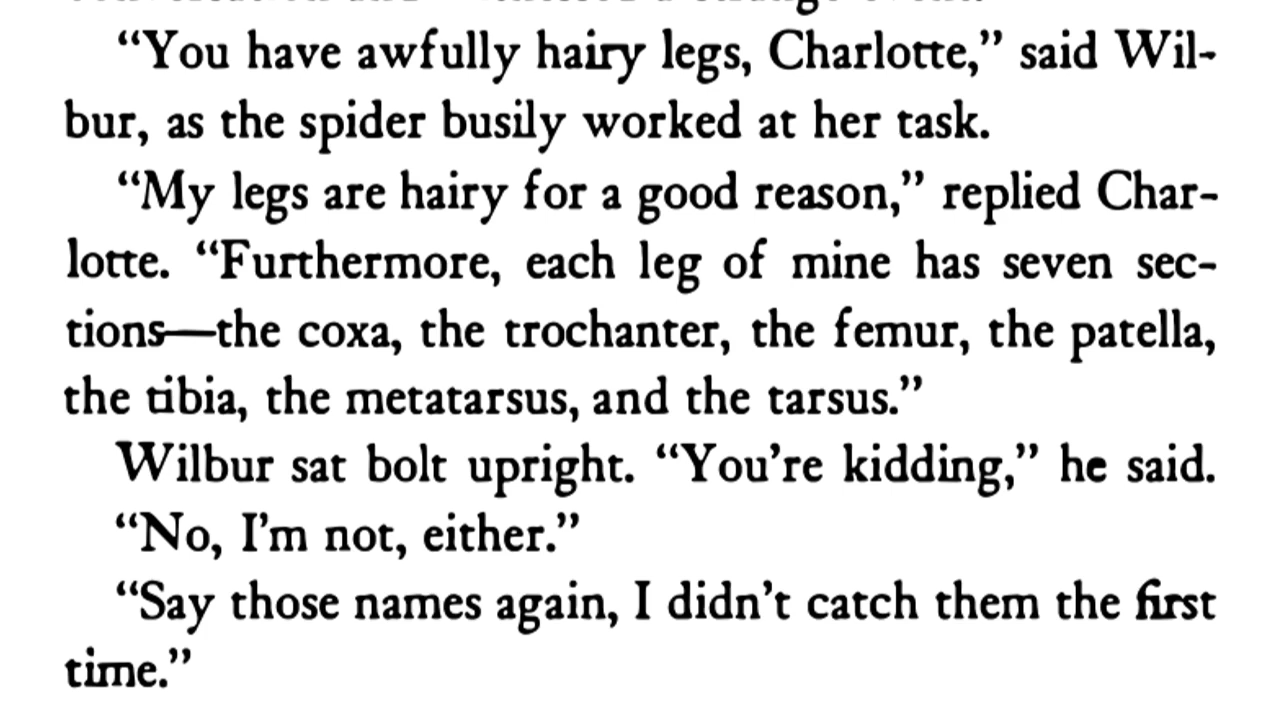 “You have awfully hairy legs, Charlotte,” said Wil-
bur, as the spider busily worked at her task.
“My legs are hairy for a good reason,” replied Char-
lotte. “Furthermore, each leg of mine has seven sec-
tions—the coxa, the trochanter, the femur, the patella,
the tibia, the metatarsus, and the tarsus.”
Wilbur sat bolt upright. “You’re kidding,” he said.
“No, I’m not, either.”
“Say those names again, I didn’t catch them the first
time.”